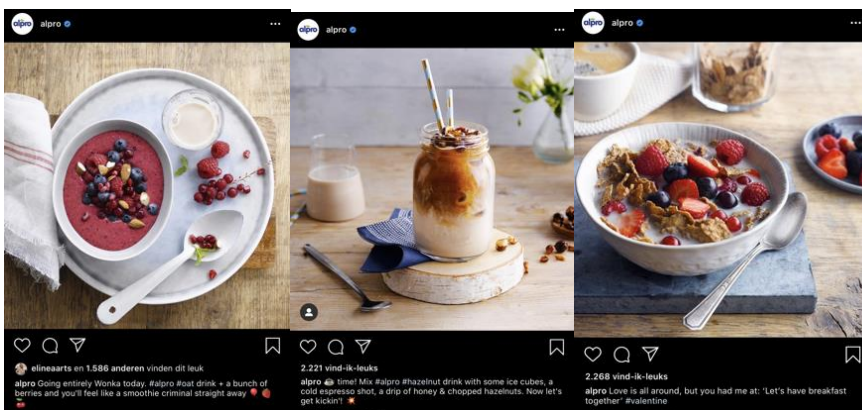 alpro alpro
elineaarts en 1.586 anderen vinden dit leuk
alpro Going entirely Wonka today. #alpro #oat drink + a bunch of
berries and you'll feel like a smoothie criminal straight away 🎈 🍓
🍒
alpro alpro
2.221 vind-ik-leuks
alpro ☕ time! Mix #alpro #hazelnut drink with some ice cubes, a
cold espresso shot, a drip of honey & chopped hazelnuts. Now let's
get kickin'! 💥
alpro alpro
2.268 vind-ik-leuks
alpro Love is all around, but you had me at: 'Let's have breakfast
together' #valentine